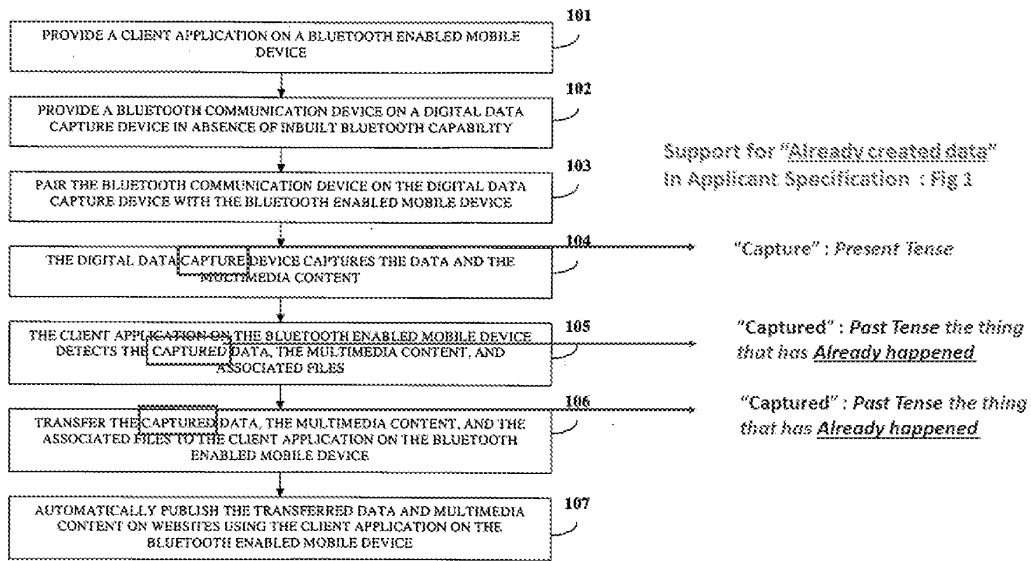 101
PROVIDE A CLIENT APPLICATION ON A BLUETOOTH ENABLED MOBILE
DEVICE
102
PROVIDE A BLUETOOTH COMMUNICATION DEVICE ON A DIGITAL DATA
CAPTURE DEVICE IN ABSENCE OF INBUILT BLUETOOTH CAPABILITY
103
PAIR THE BLUETOOTH COMMUNICATION DEVICE ON THE DIGITAL DATA
CAPTURE DEVICE WITH THE BLUETOOTH ENABLED MOBILE DEVICE
Support for "Already created data"
In Applicant Specification : Fig 1
104
THE DIGITAL DATA CAPTURE DEVICE CAPTURES THE DATA AND THE
MULTIMEDIA CONTENT
"Capture" : Present Tense
105
THE CLIENT APPLICATION ON THE BLUETOOTH ENABLED MOBILE DEVICE
DETECTS THE CAPTURED DATA, THE MULTIMEDIA CONTENT, AND
ASSOCIATED FILES
"Captured" : Past Tense the thing
that has Already happened
106
TRANSFER THE CAPTURED DATA, THE MULTIMEDIA CONTENT, AND THE
ASSOCIATED FILES TO THE CLIENT APPLICATION ON THE BLUETOOTH
ENABLED MOBILE DEVICE
"Captured" : Past Tense the thing
that has Already happened
107
AUTOMATICALLY PUBLISH THE TRANSFERRED DATA AND MULTIMEDIA
CONTENT ON WEBSITES USING THE CLIENT APPLICATION ON THE
BLUETOOTH ENABLED MOBILE DEVICE